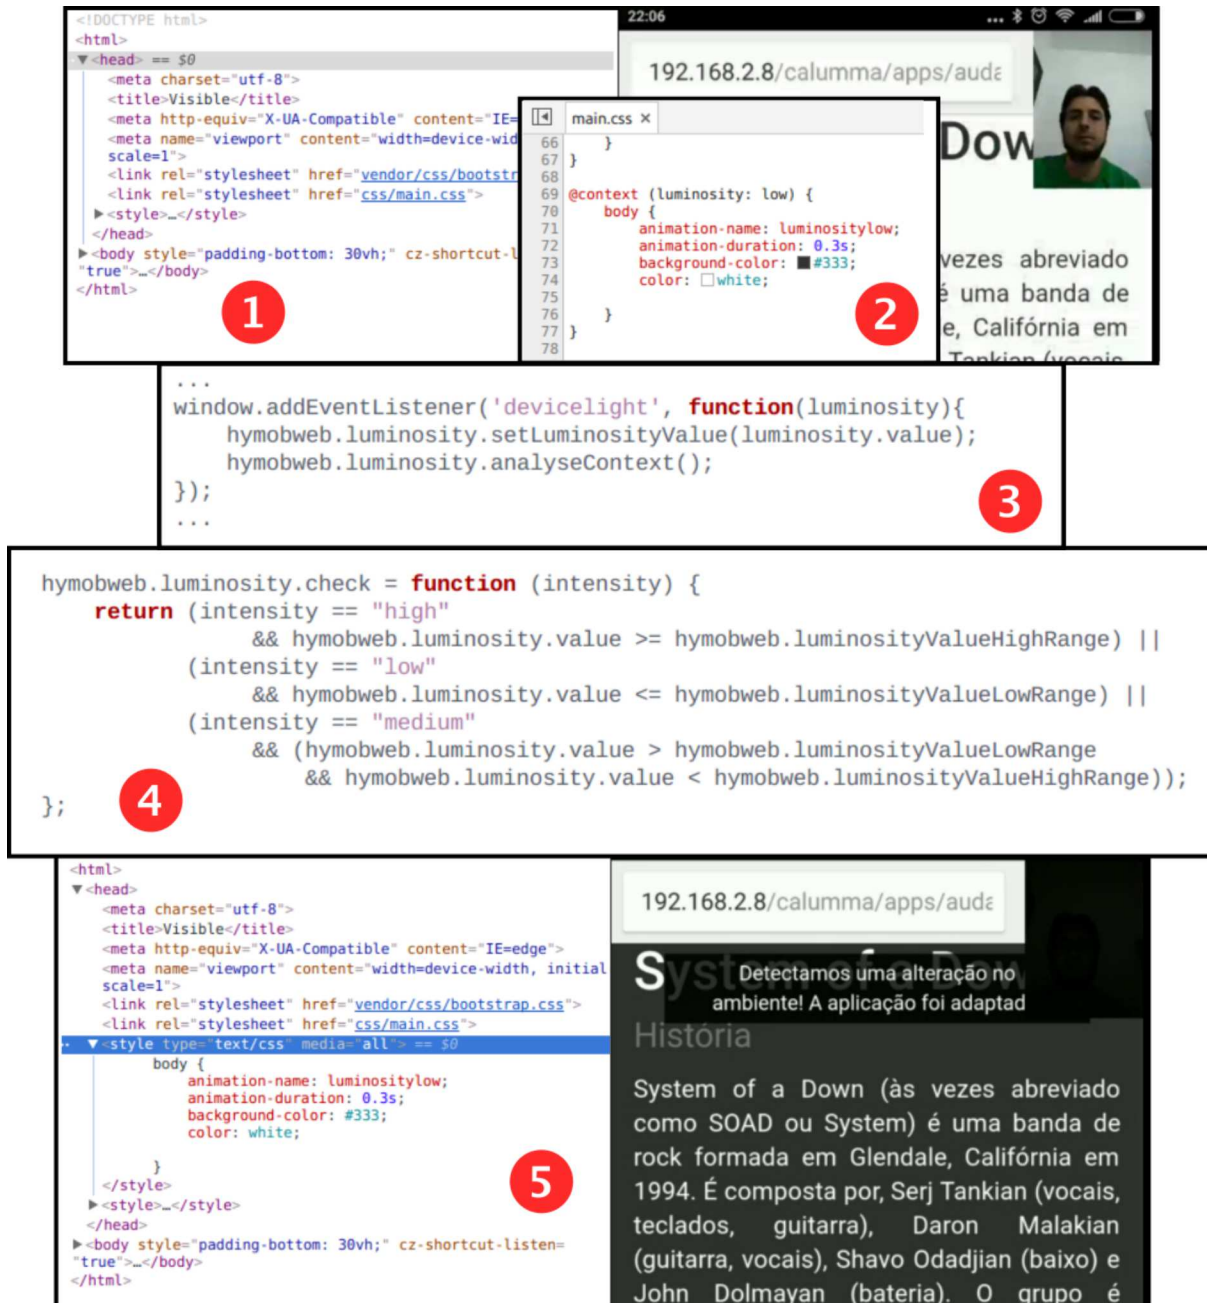 <!DOCTYPE html>
<html>
▼<head> == $0
<meta charset="utf-8">
<title>Visible</title>
<meta http-equiv="X-UA-Compatible" content="IE=
<meta name="viewport" content="width=device-wid
scale=1">
<link rel="stylesheet" href="vendor/css/bootstr
<link rel="stylesheet" href="css/main.css">
▶<style>…</style>
</head>
▶<body style="padding-bottom: 30vh;" cz-shortcut-l
"true">…</body>
</html>
1
22:06
192.168.2.8/calumma/apps/auda
Dow
vezes abreviado
é uma banda de
e, Califórnia em
Tankian (vocais,
main.css ×
66 }
67 }
68
69 @context (luminosity: low) {
70 body {
71 animation-name: luminositylow;
72 animation-duration: 0.3s;
73 background-color: #333;
74 color: white;
75
76 }
77 }
78
2
...
window.addEventListener('devicelight', function(luminosity){
hymobweb.luminosity.setLuminosityValue(luminosity.value);
hymobweb.luminosity.analyseContext();
});
...
3
hymobweb.luminosity.check = function (intensity) {
return (intensity == "high"
&& hymobweb.luminosity.value >= hymobweb.luminosityValueHighRange) ||
(intensity == "low"
&& hymobweb.luminosity.value <= hymobweb.luminosityValueLowRange) ||
(intensity == "medium"
&& (hymobweb.luminosity.value > hymobweb.luminosityValueLowRange
&& hymobweb.luminosity.value < hymobweb.luminosityValueHighRange));
};
4
<html>
▼<head>
<meta charset="utf-8">
<title>Visible</title>
<meta http-equiv="X-UA-Compatible" content="IE=edge">
<meta name="viewport" content="width=device-width, initial
scale=1">
<link rel="stylesheet" href="vendor/css/bootstrap.css">
<link rel="stylesheet" href="css/main.css">
▼<style type="text/css" media="all"> == $0
body {
animation-name: luminositylow;
animation-duration: 0.3s;
background-color: #333;
color: white;
}
</style>
▶<style>…</style>
</head>
▶<body style="padding-bottom: 30vh;" cz-shortcut-listen=
"true">…</body>
</html>
5
192.168.2.8/calumma/apps/auda
System of a Dow
Detectamos uma alteração no
ambiente! A aplicação foi adaptad
História
System of a Down (às vezes abreviado
como SOAD ou System) é uma banda de
rock formada em Glendale, Califórnia em
1994. É composta por, Serj Tankian (vocais,
teclados, guitarra), Daron Malakian
(guitarra, vocais), Shavo Odadjian (baixo) e
John Dolmayan (bateria). O grupo é